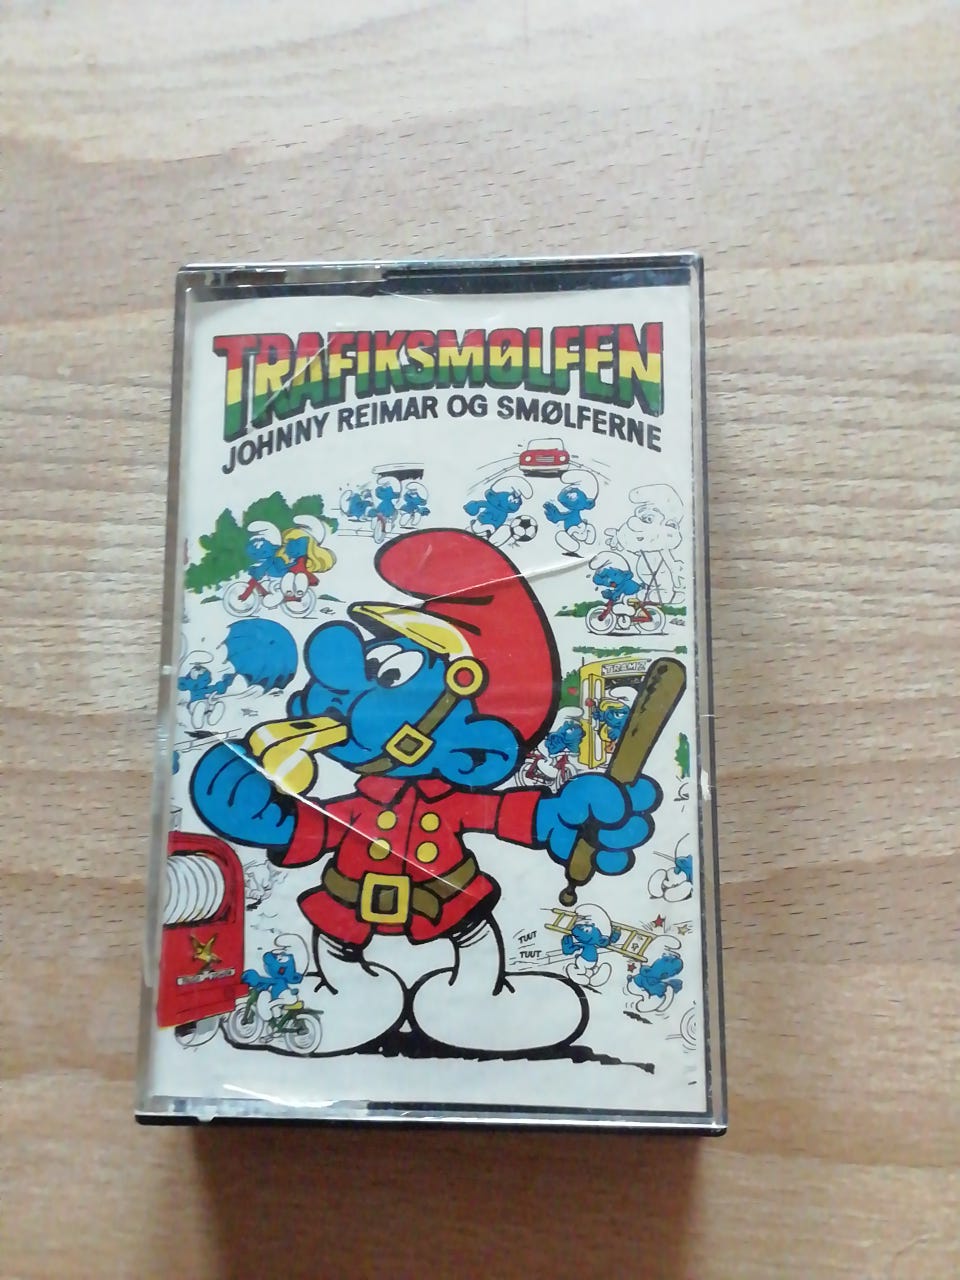 TRAFIKSMØLFEN
JOHNNY REIMAR OG SMØLFERNE
TUUT
TUUT